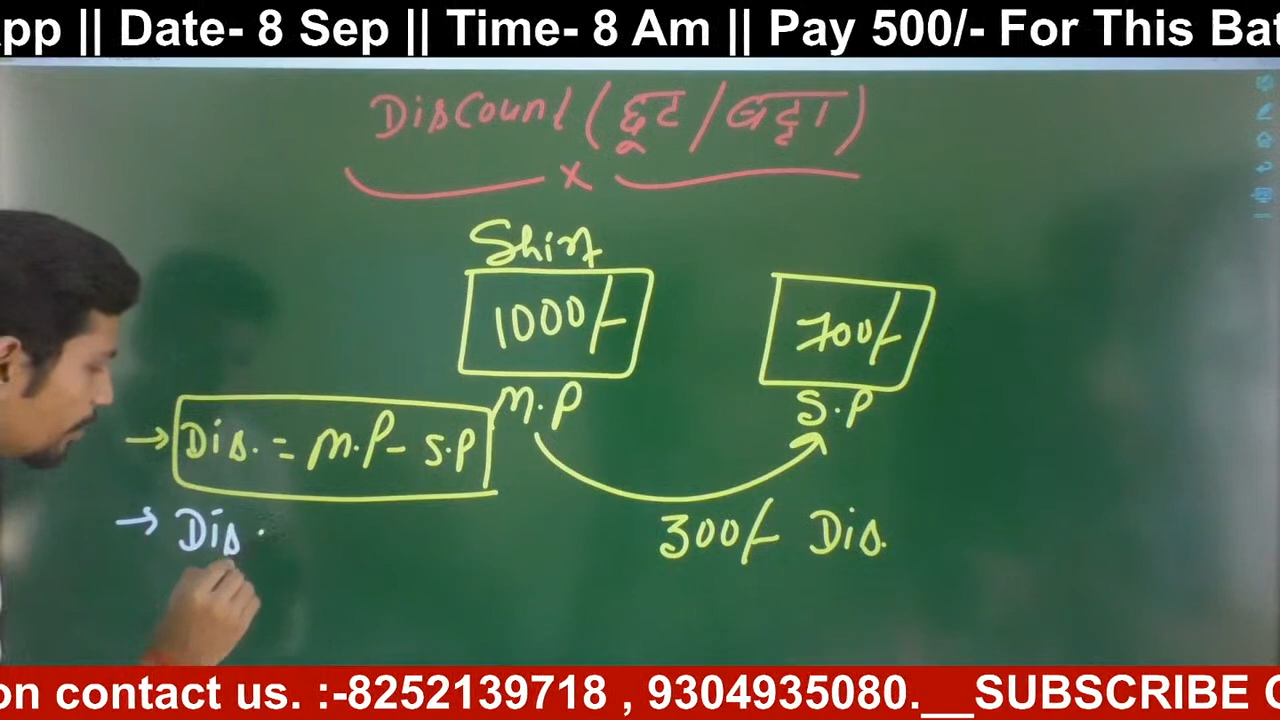 pp || Date- 8 Sep || Time- 8 Am || Pay 500/- For This Bat
Discount (छूट/बट्टा)
x
Shirt
1000/-
700/-
M.P
S.P
→ Dis. = M.P - S.P
300/- Dis.
→ Dis.
on contact us. :-8252139718 , 9304935080.__SUBSCRIBE